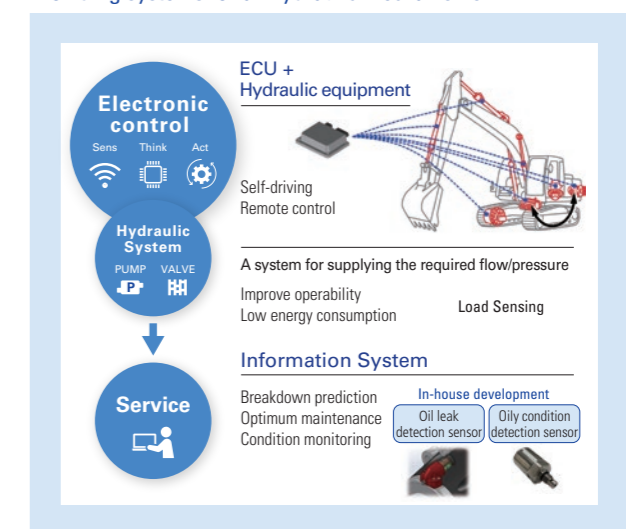 Electronic
control
Sens Think Act
Hydraulic
System
PUMP VALVE
P
Service
ECU +
Hydraulic equipment
Self-driving
Remote control
A system for supplying the required flow/pressure
Improve operability
Low energy consumption
Load Sensing
Information System
Breakdown prediction
Optimum maintenance
Condition monitoring
In-house development
Oil leak
detection sensor
Oily condition
detection sensor